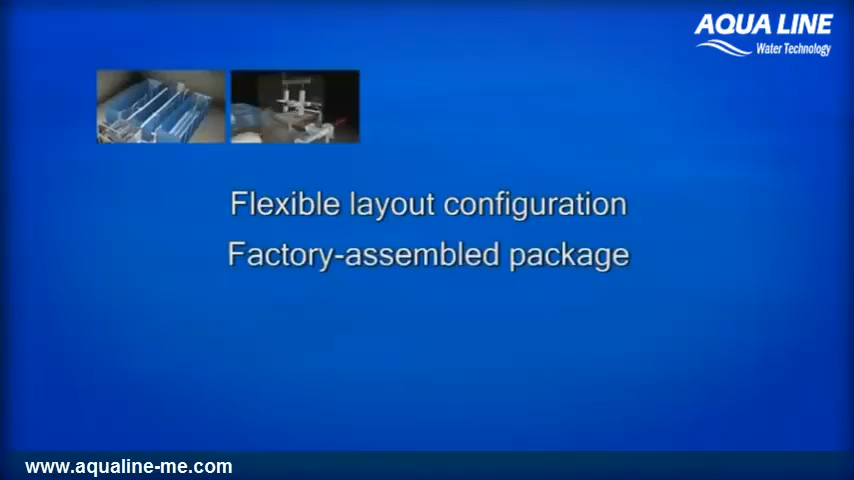 AQUA LINE
Water Technology
Flexible layout configuration
Factory-assembled package
www.aqualine-me.com